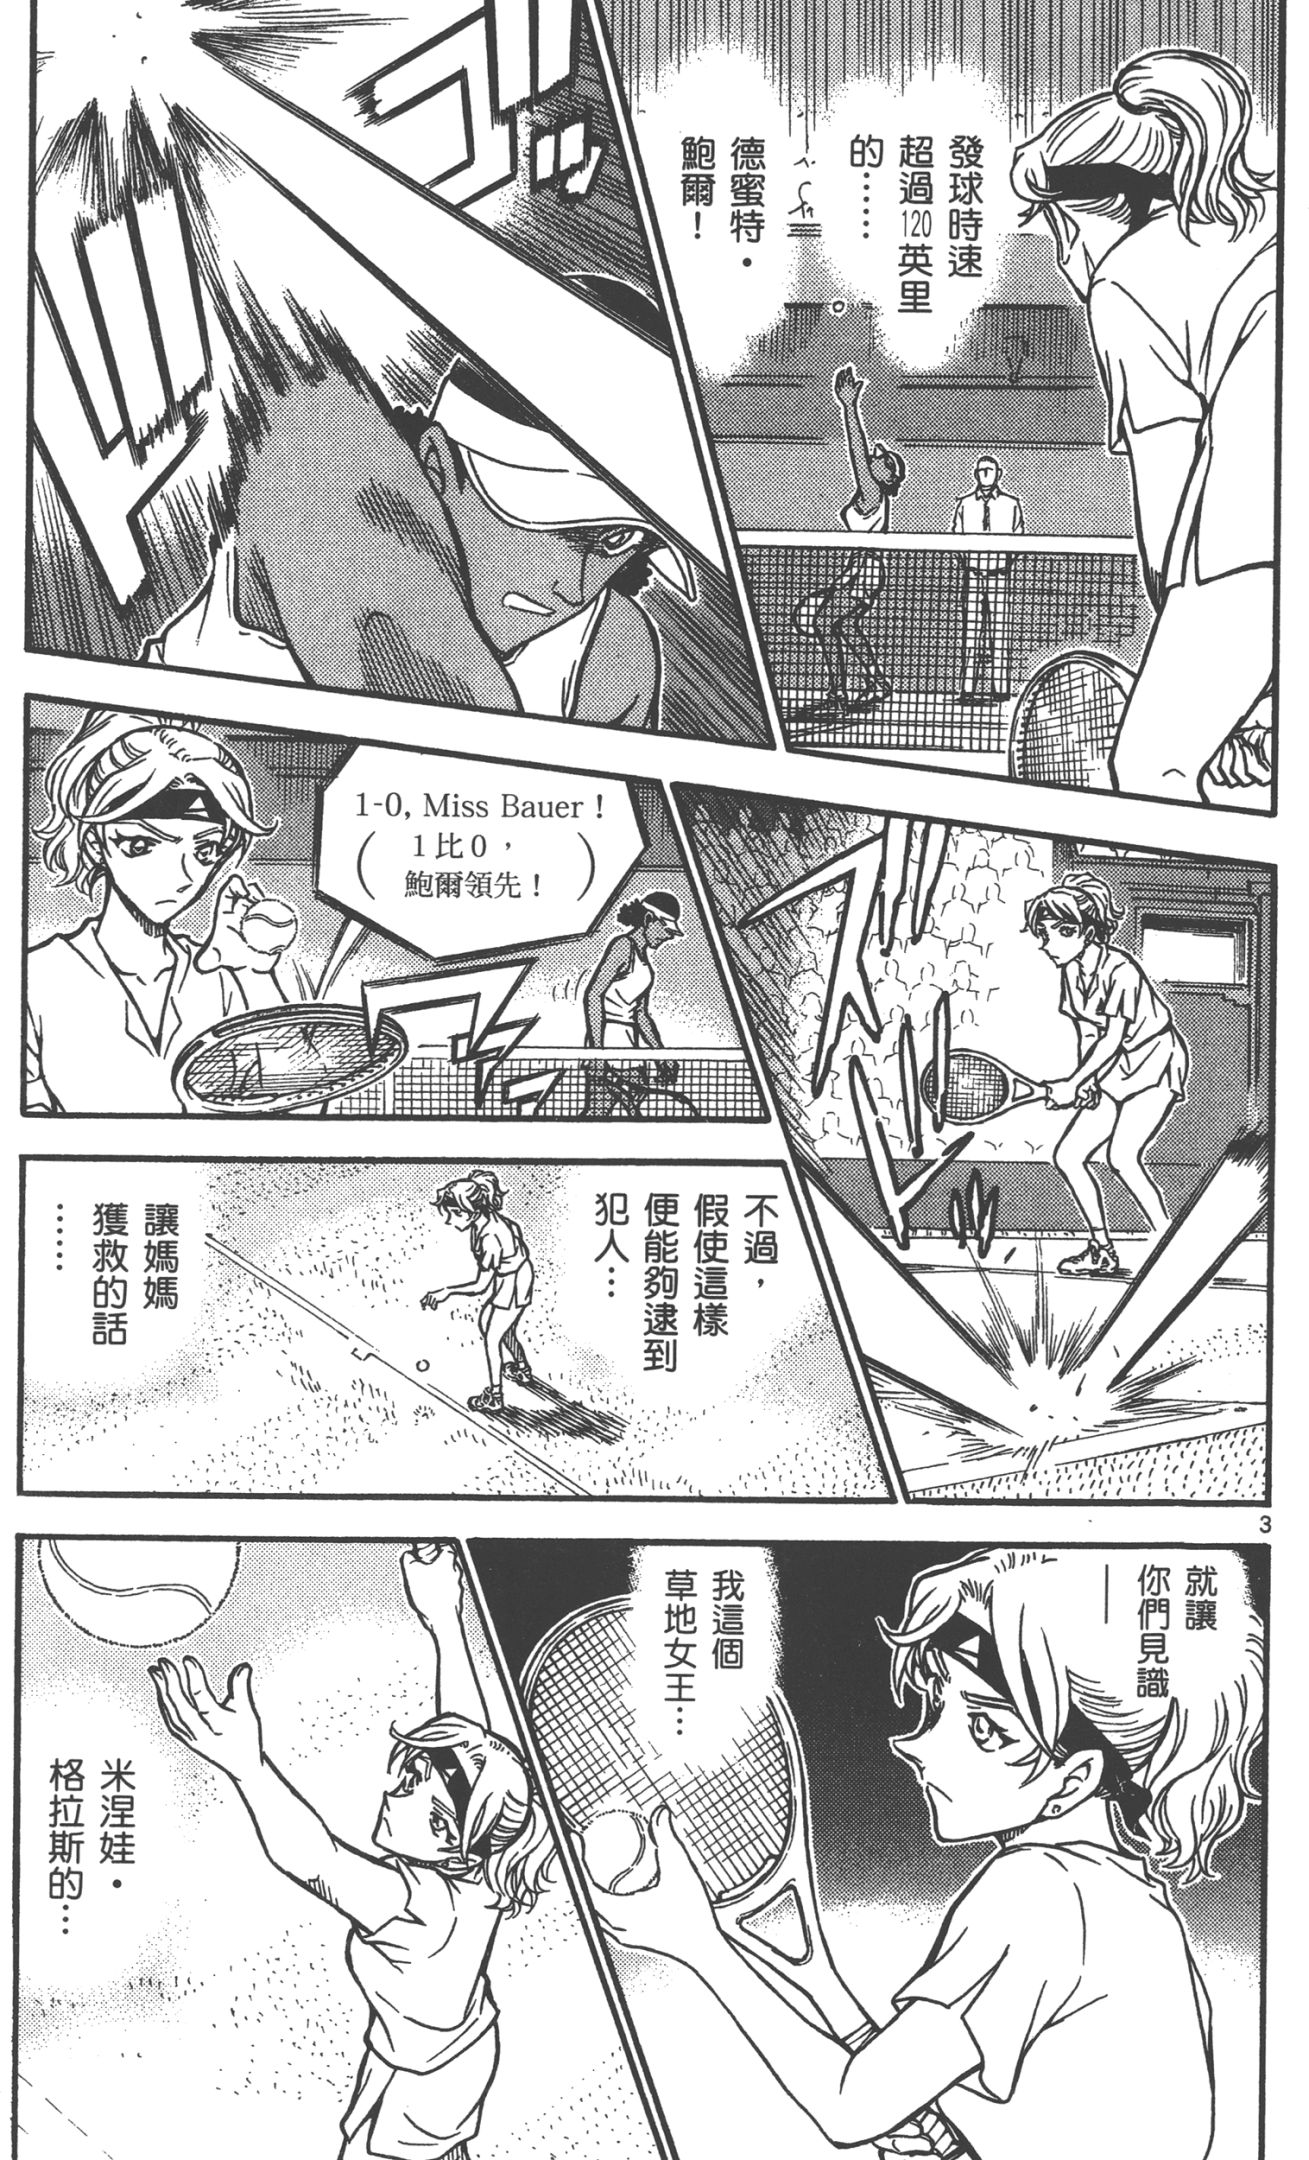 發球時速
超過120英里
的……
德蜜特・
鮑爾！
1-0, Miss Bauer！
（1比0，
鮑爾領先！）
不過，
假使這樣
便能夠逮到
犯人…
讓媽媽
獲救的話
……
3
就讓
你們見識
──
我這個
草地女王…
米涅娃・
格拉斯的…